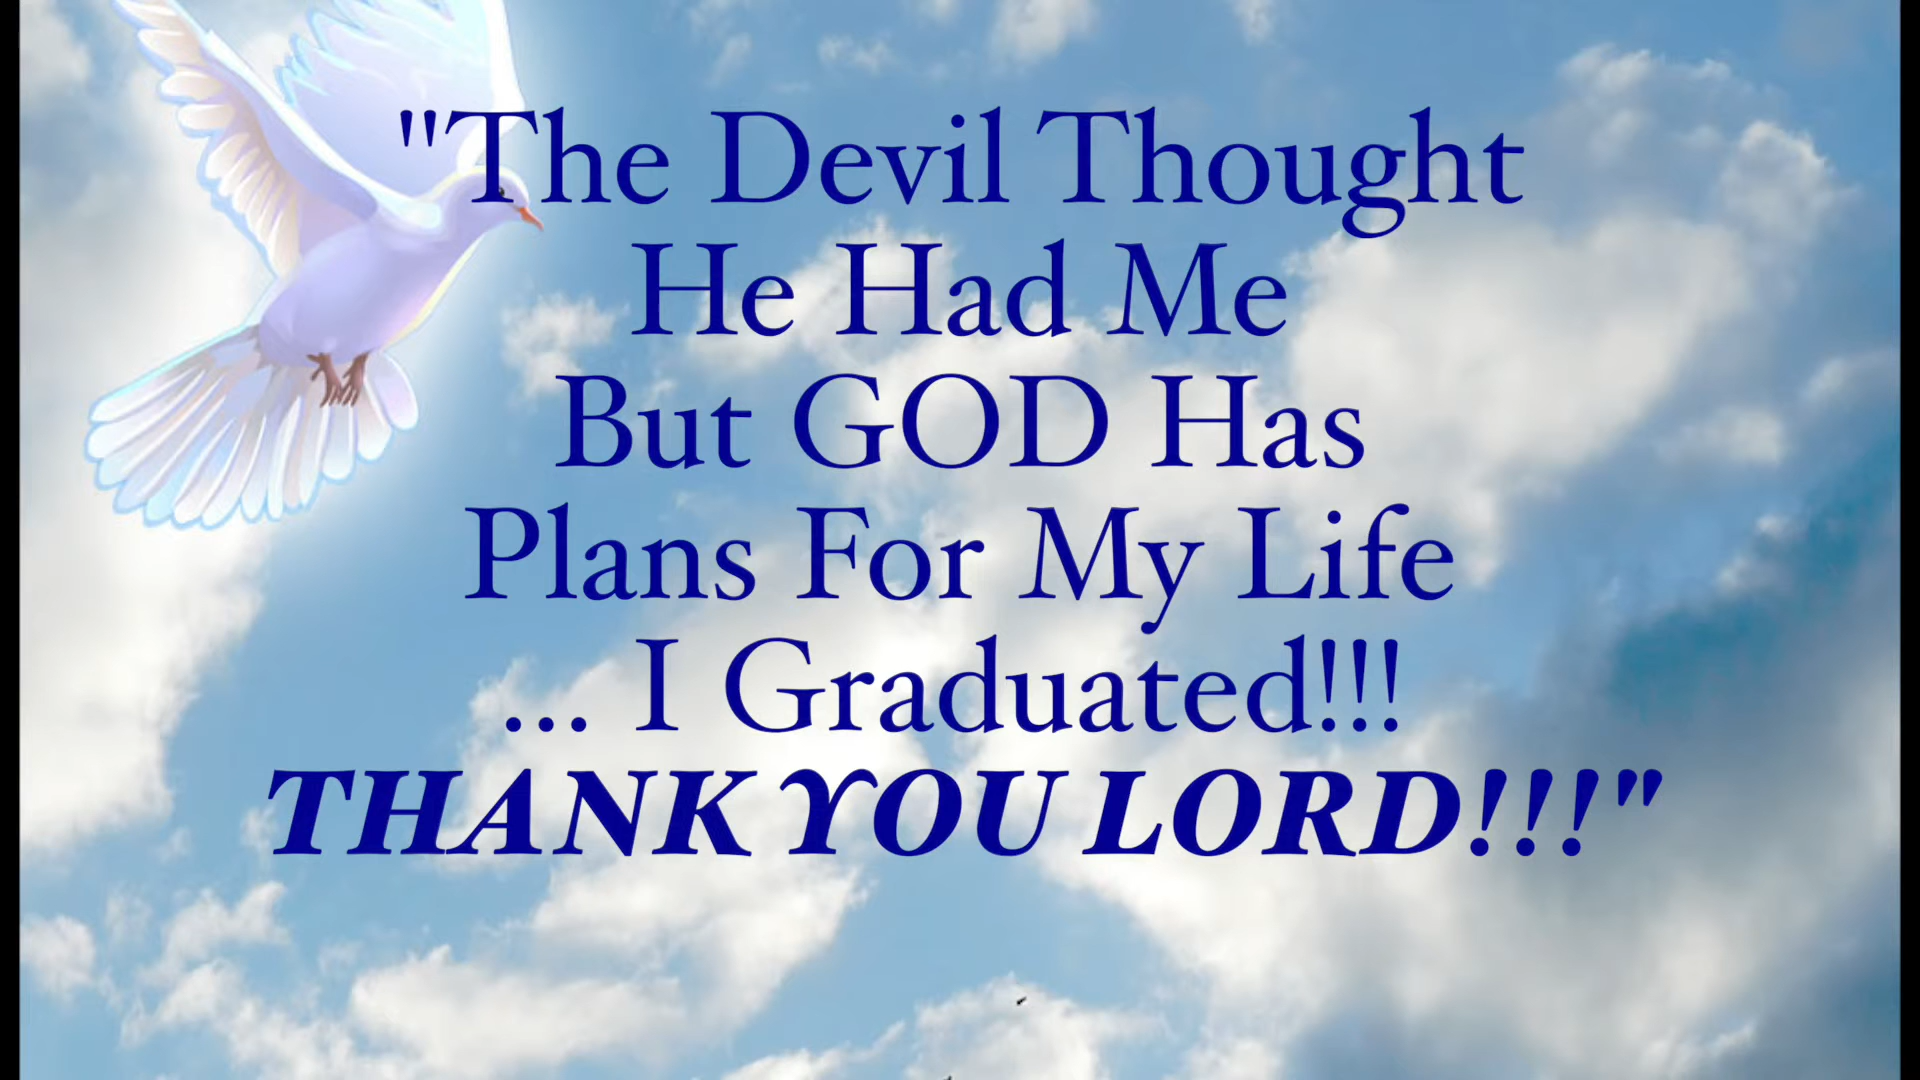 "The Devil Thought
He Had Me
But GOD Has
Plans For My Life
... I Graduated!!!
THANK YOU LORD!!!"